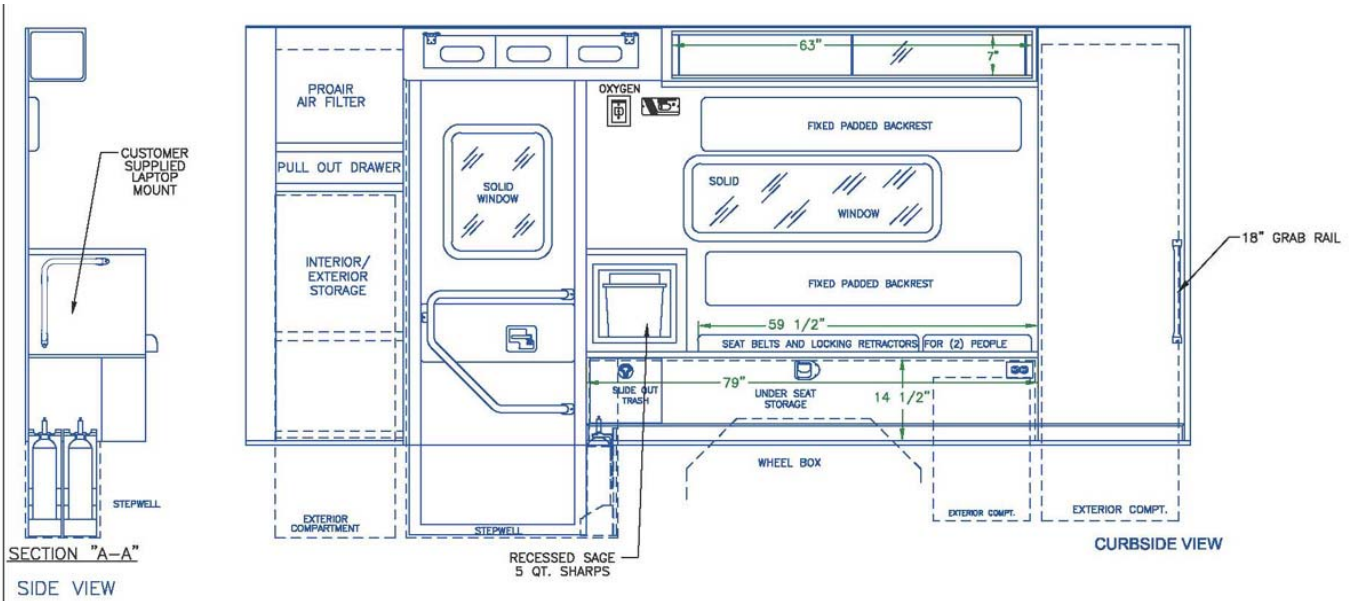 CUSTOMER
SUPPLIED
LAPTOP
MOUNT
STEPWELL
SECTION "A-A"
SIDE VIEW
PROAIR
AIR FILTER
PULL OUT DRAWER
INTERIOR/
EXTERIOR
STORAGE
EXTERIOR
COMPARTMENT
SOLID
WINDOW
STEPWELL
63"
7"
OXYGEN
FIXED PADDED BACKREST
SOLID
WINDOW
FIXED PADDED BACKREST
59 1/2"
SEAT BELTS AND LOCKING RETRACTORS FOR (2) PEOPLE
79"
SLIDE OUT
TRASH
UNDER SEAT
STORAGE
14 1/2"
WHEEL BOX
EXTERIOR COMPT.
EXTERIOR COMPT.
18" GRAB RAIL
RECESSED SAGE
5 QT. SHARPS
CURBSIDE VIEW